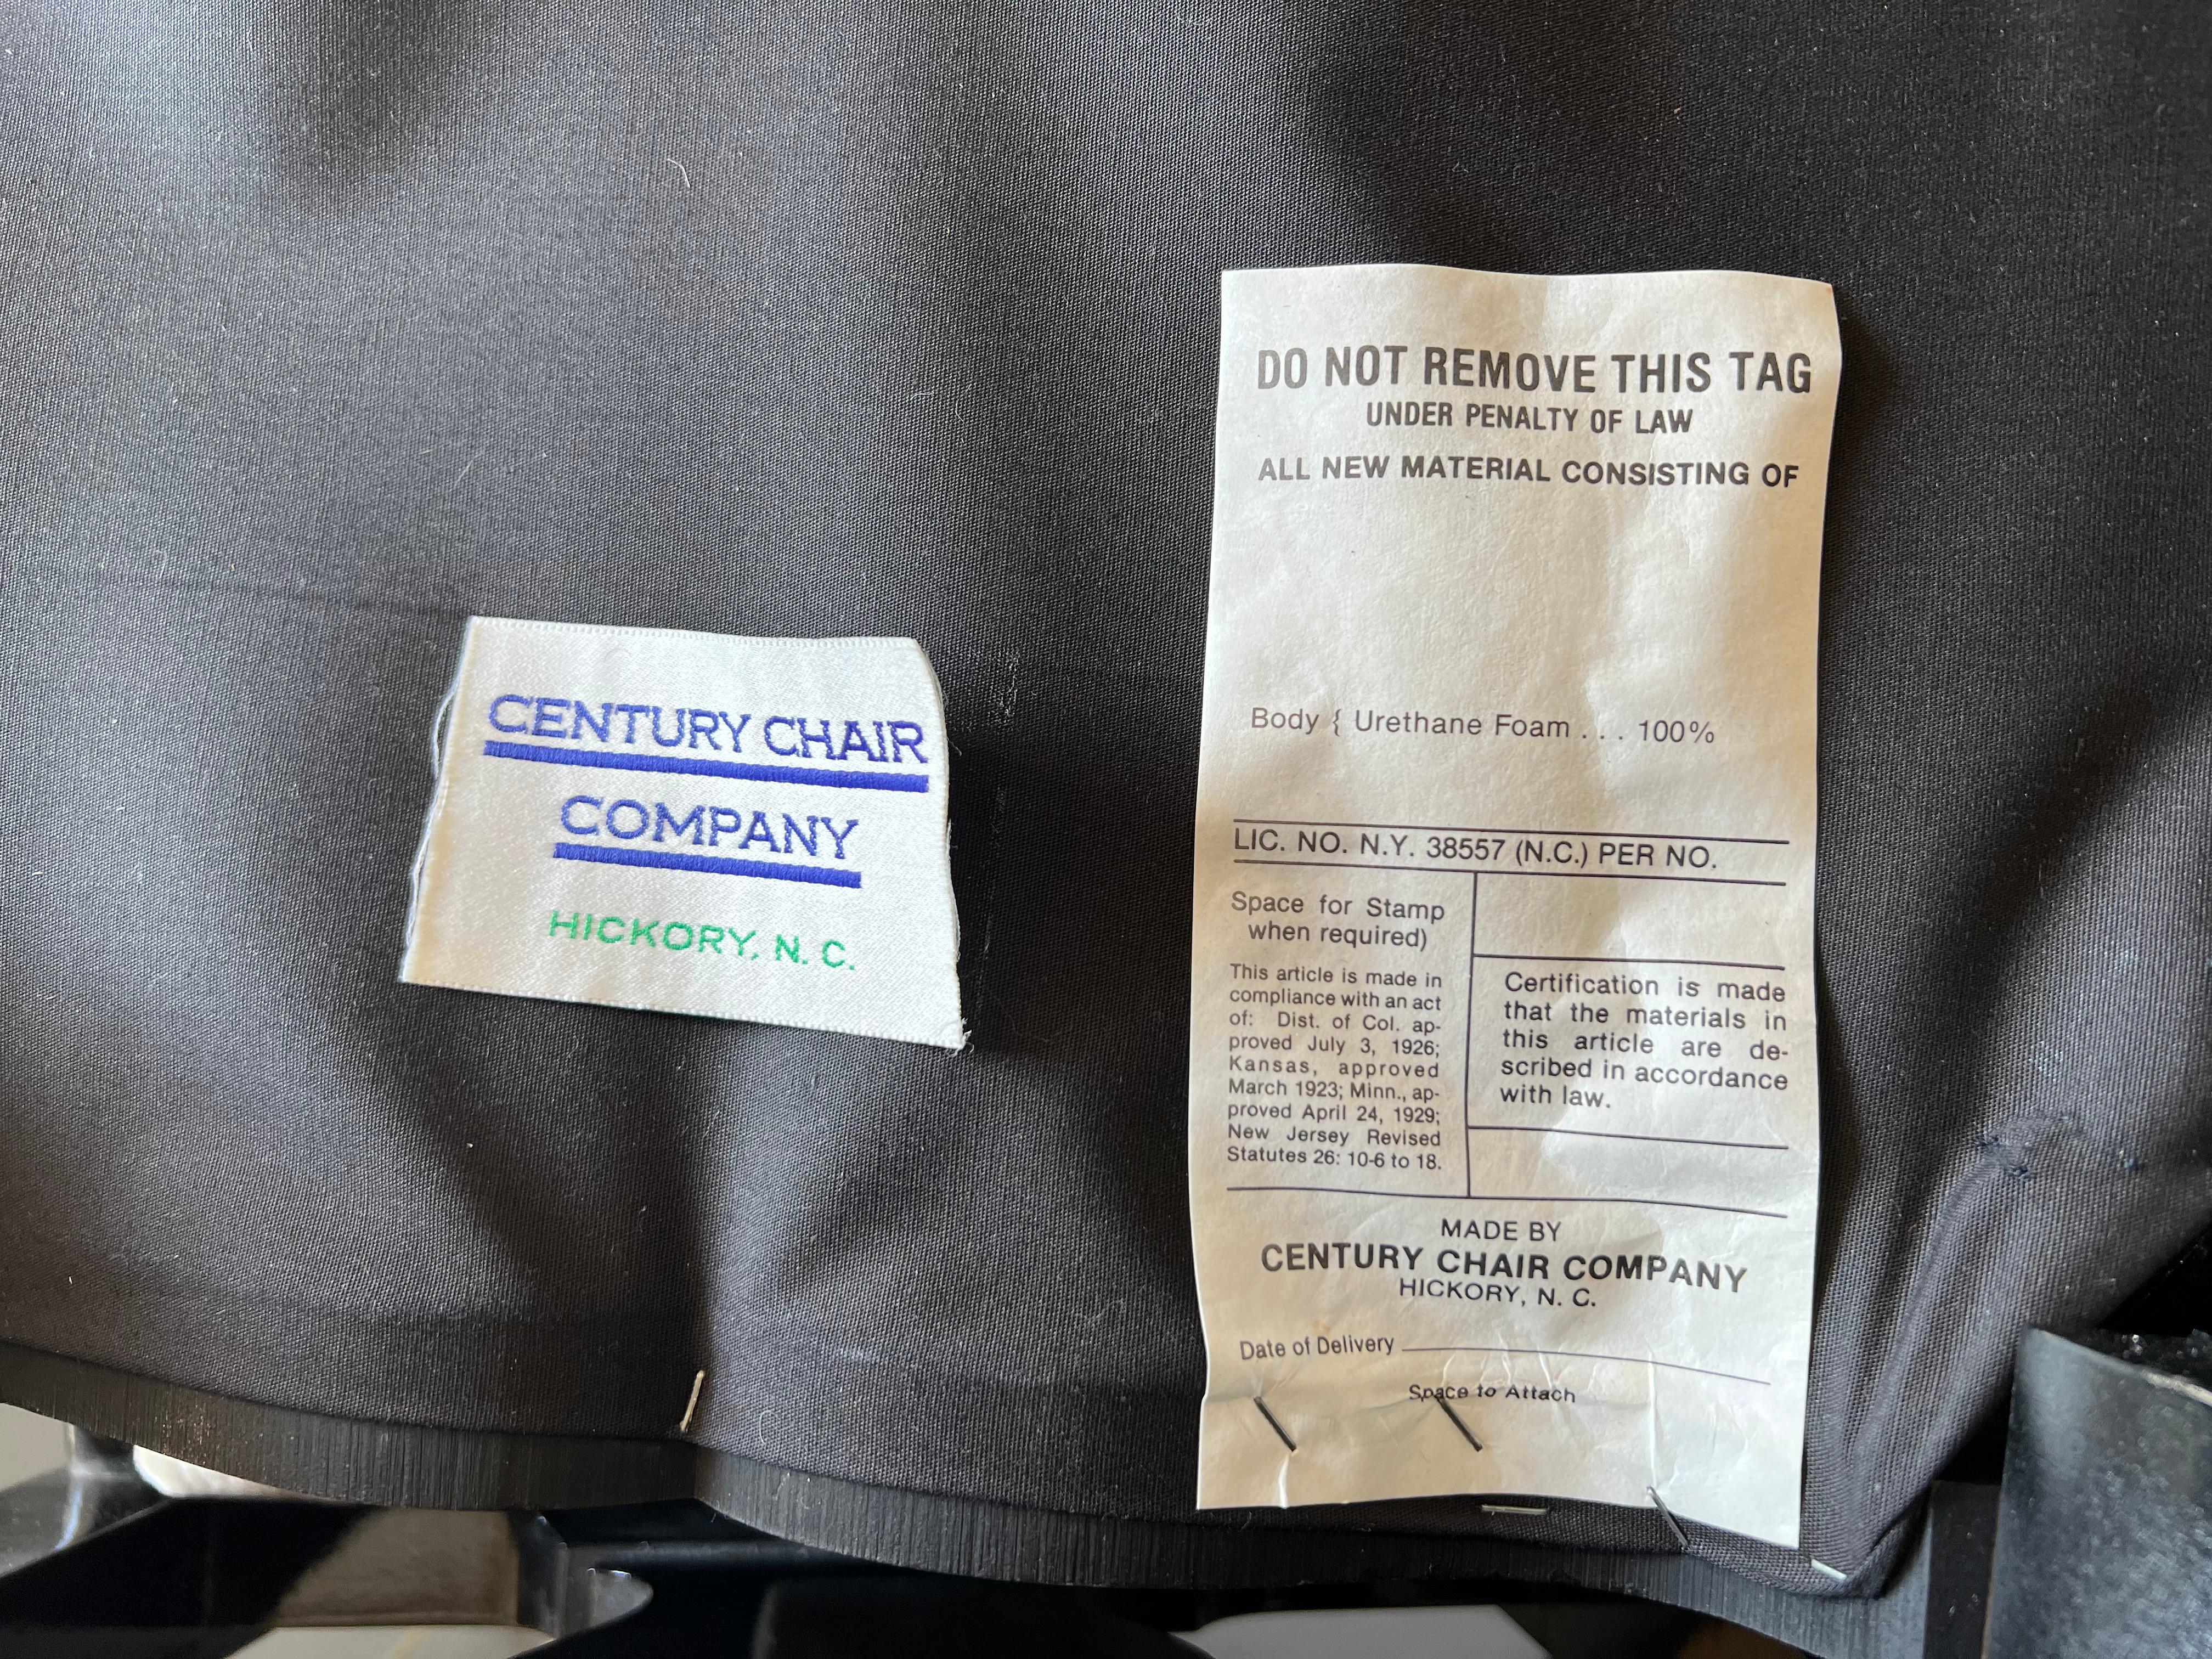 CENTURY CHAIR
COMPANY
HICKORY, N. C.
DO NOT REMOVE THIS TAG
UNDER PENALTY OF LAW
ALL NEW MATERIAL CONSISTING OF
Body { Urethane Foam . . . 100%
LIC. NO. N.Y. 38557 (N.C.) PER NO.
Space for Stamp
when required)
This article is made in
compliance with an act
of: Dist. of Col. ap-
proved July 3, 1926;
Kansas, approved
March 1923; Minn., ap-
proved April 24, 1929;
New Jersey Revised
Statutes 26: 10-6 to 18.
Certification is made
that the materials in
this article are de-
scribed in accordance
with law.
MADE BY
CENTURY CHAIR COMPANY
HICKORY, N. C.
Date of Delivery
Space to Attach